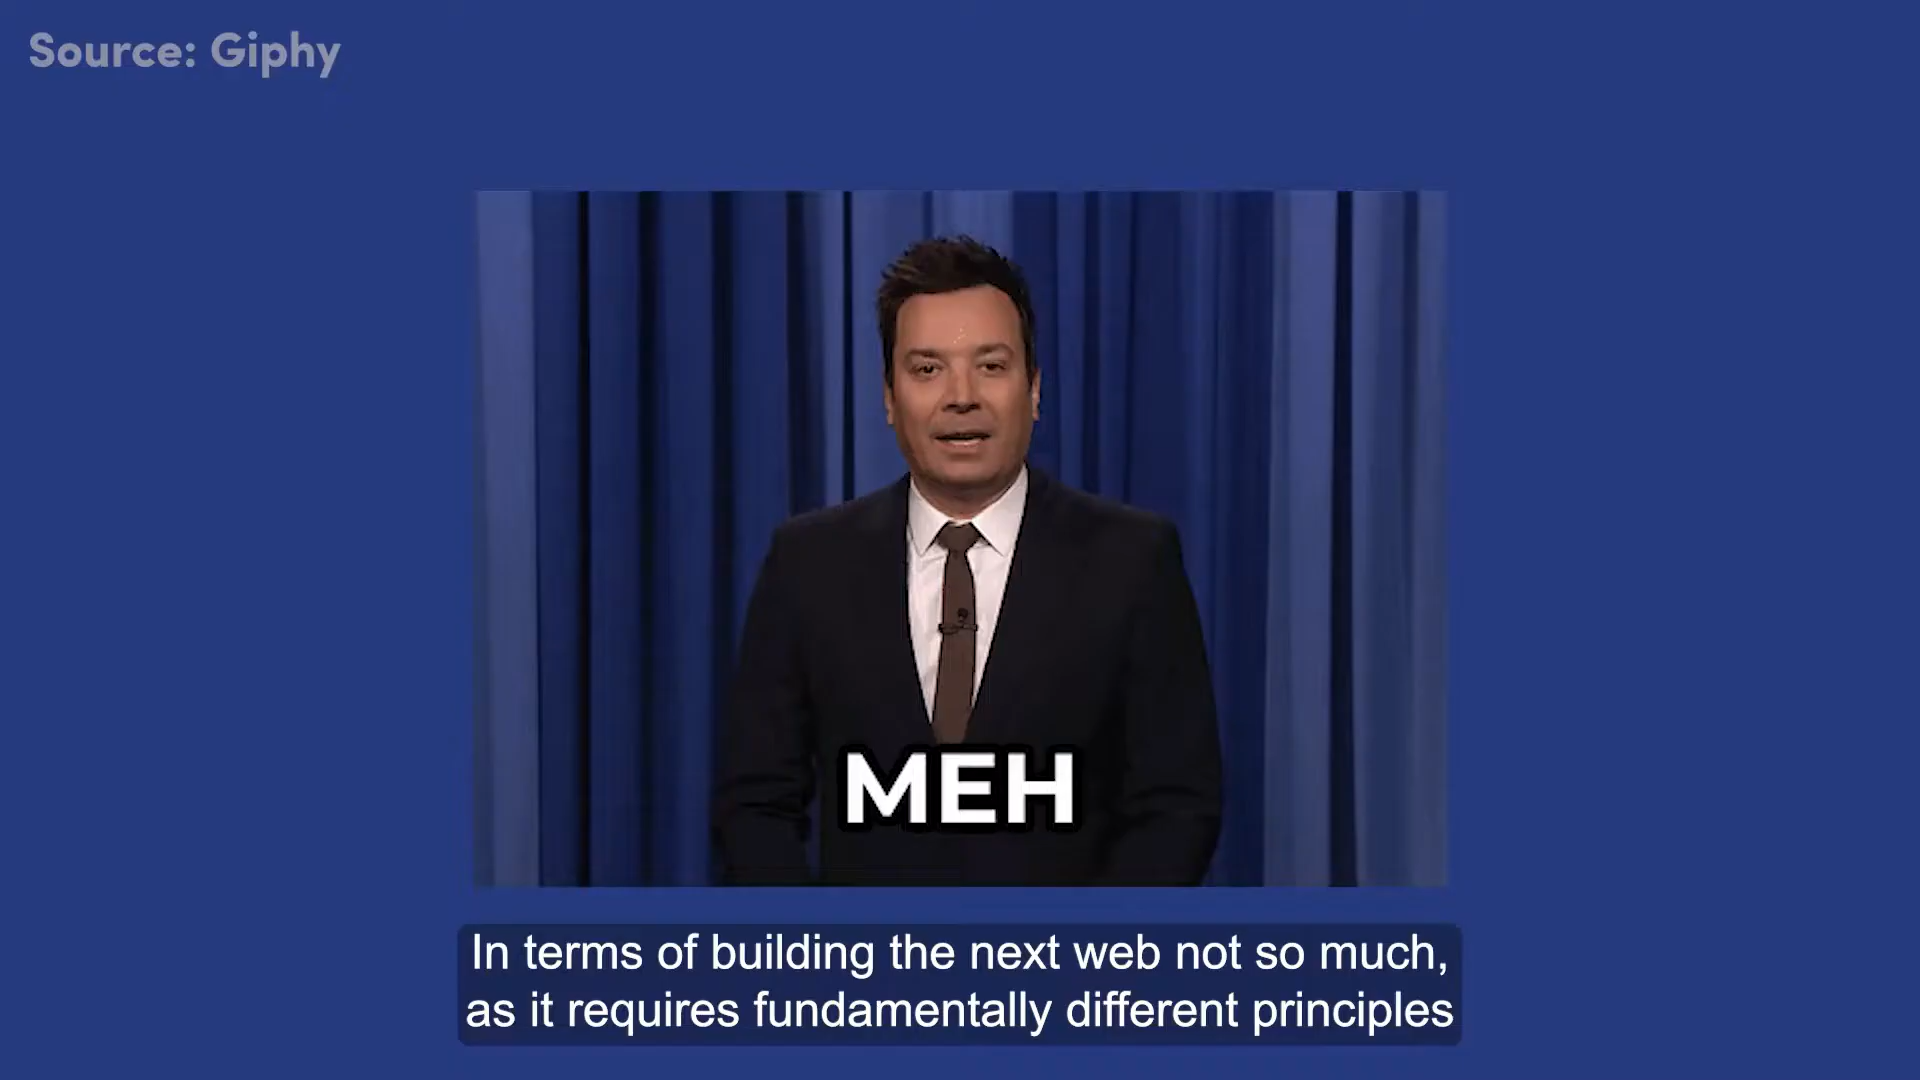 Source: Giphy
MEH
In terms of building the next web not so much,
as it requires fundamentally different principles